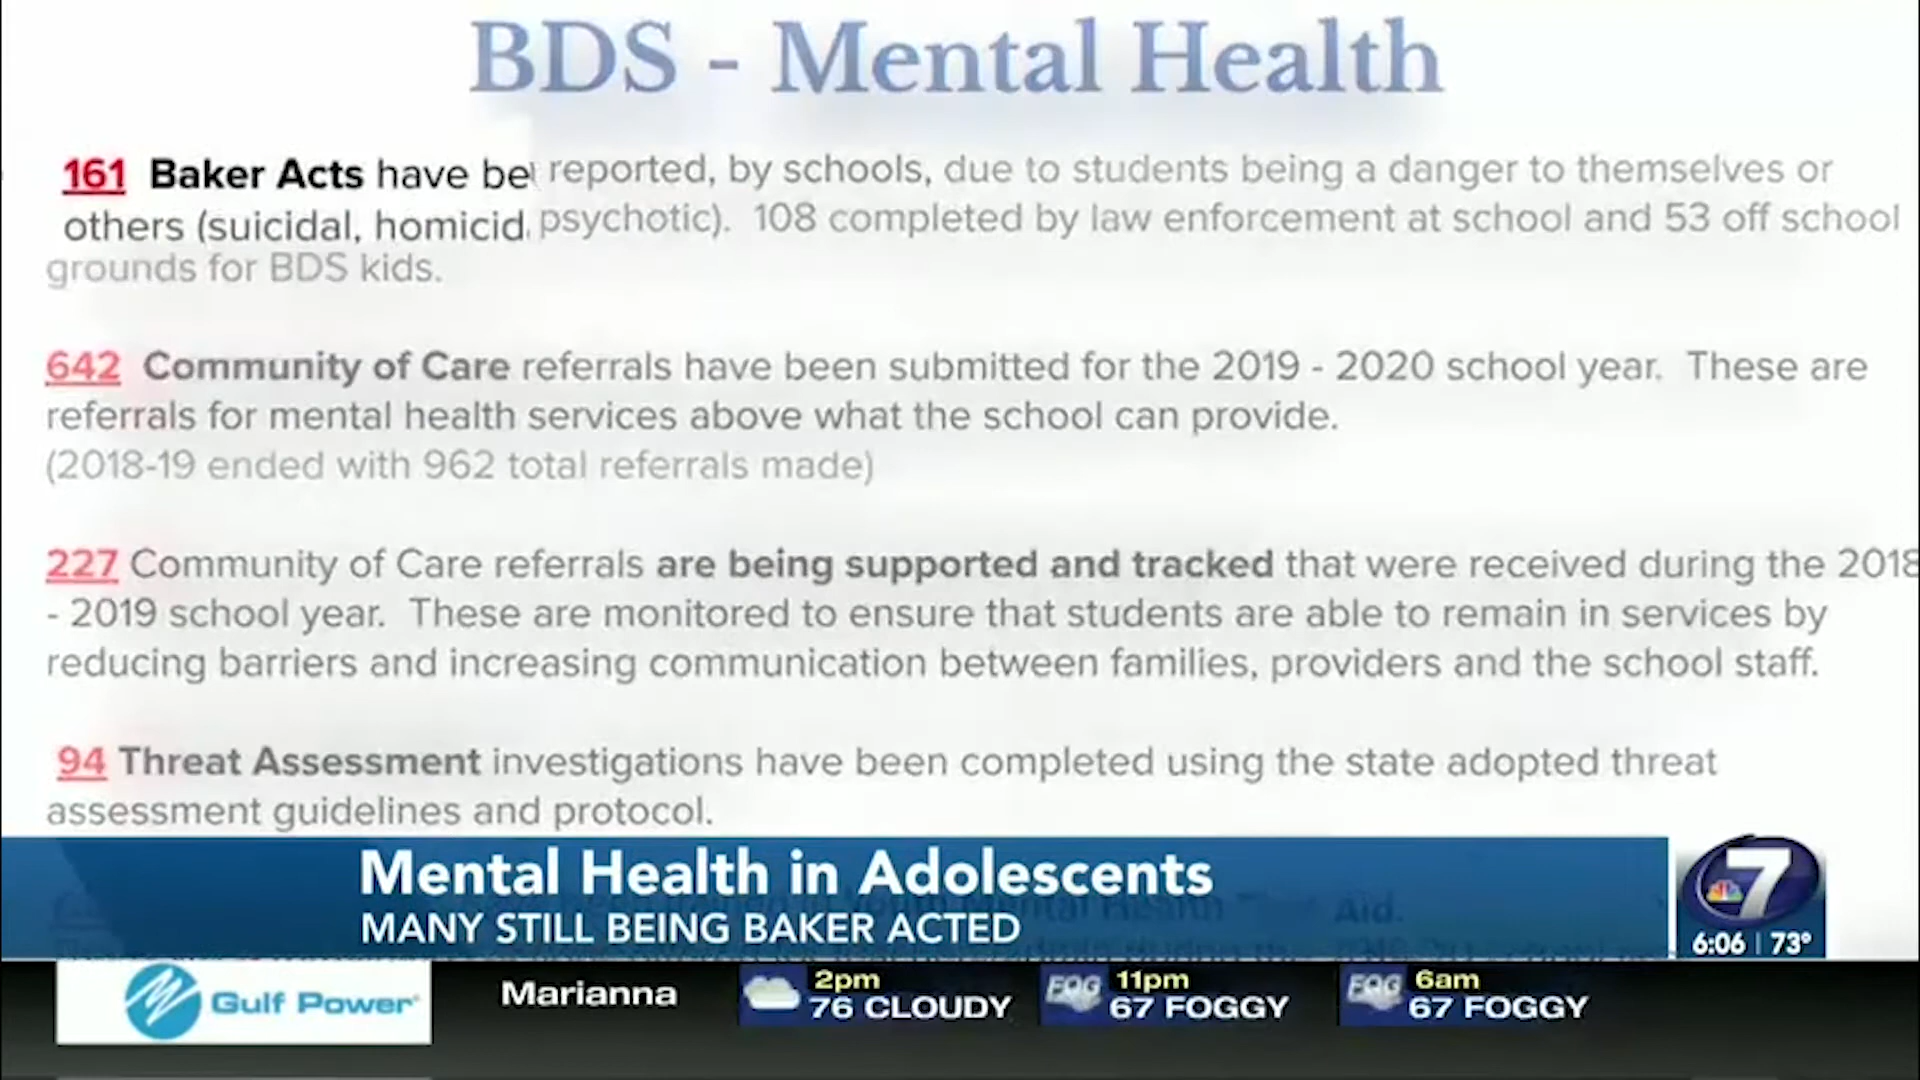 BDS - Mental Health
161 Baker Acts have be reported, by schools, due to students being a danger to themselves or
others (suicidal, homicid psychotic). 108 completed by law enforcement at school and 53 off school
grounds for BDS kids.
642 Community of Care referrals have been submitted for the 2019 - 2020 school year. These are
referrals for mental health services above what the school can provide.
(2018-19 ended with 962 total referrals made)
227 Community of Care referrals are being supported and tracked that were received during the 2018
- 2019 school year. These are monitored to ensure that students are able to remain in services by
reducing barriers and increasing communication between families, providers and the school staff.
94 Threat Assessment investigations have been completed using the state adopted threat
assessment guidelines and protocol.
Mental Health in Adolescents
MANY STILL BEING BAKER ACTED
7
6:06 | 73°
Gulf Power
Marianna
2pm
76 CLOUDY
FOG
11pm
67 FOGGY
FOG
6am
67 FOGGY